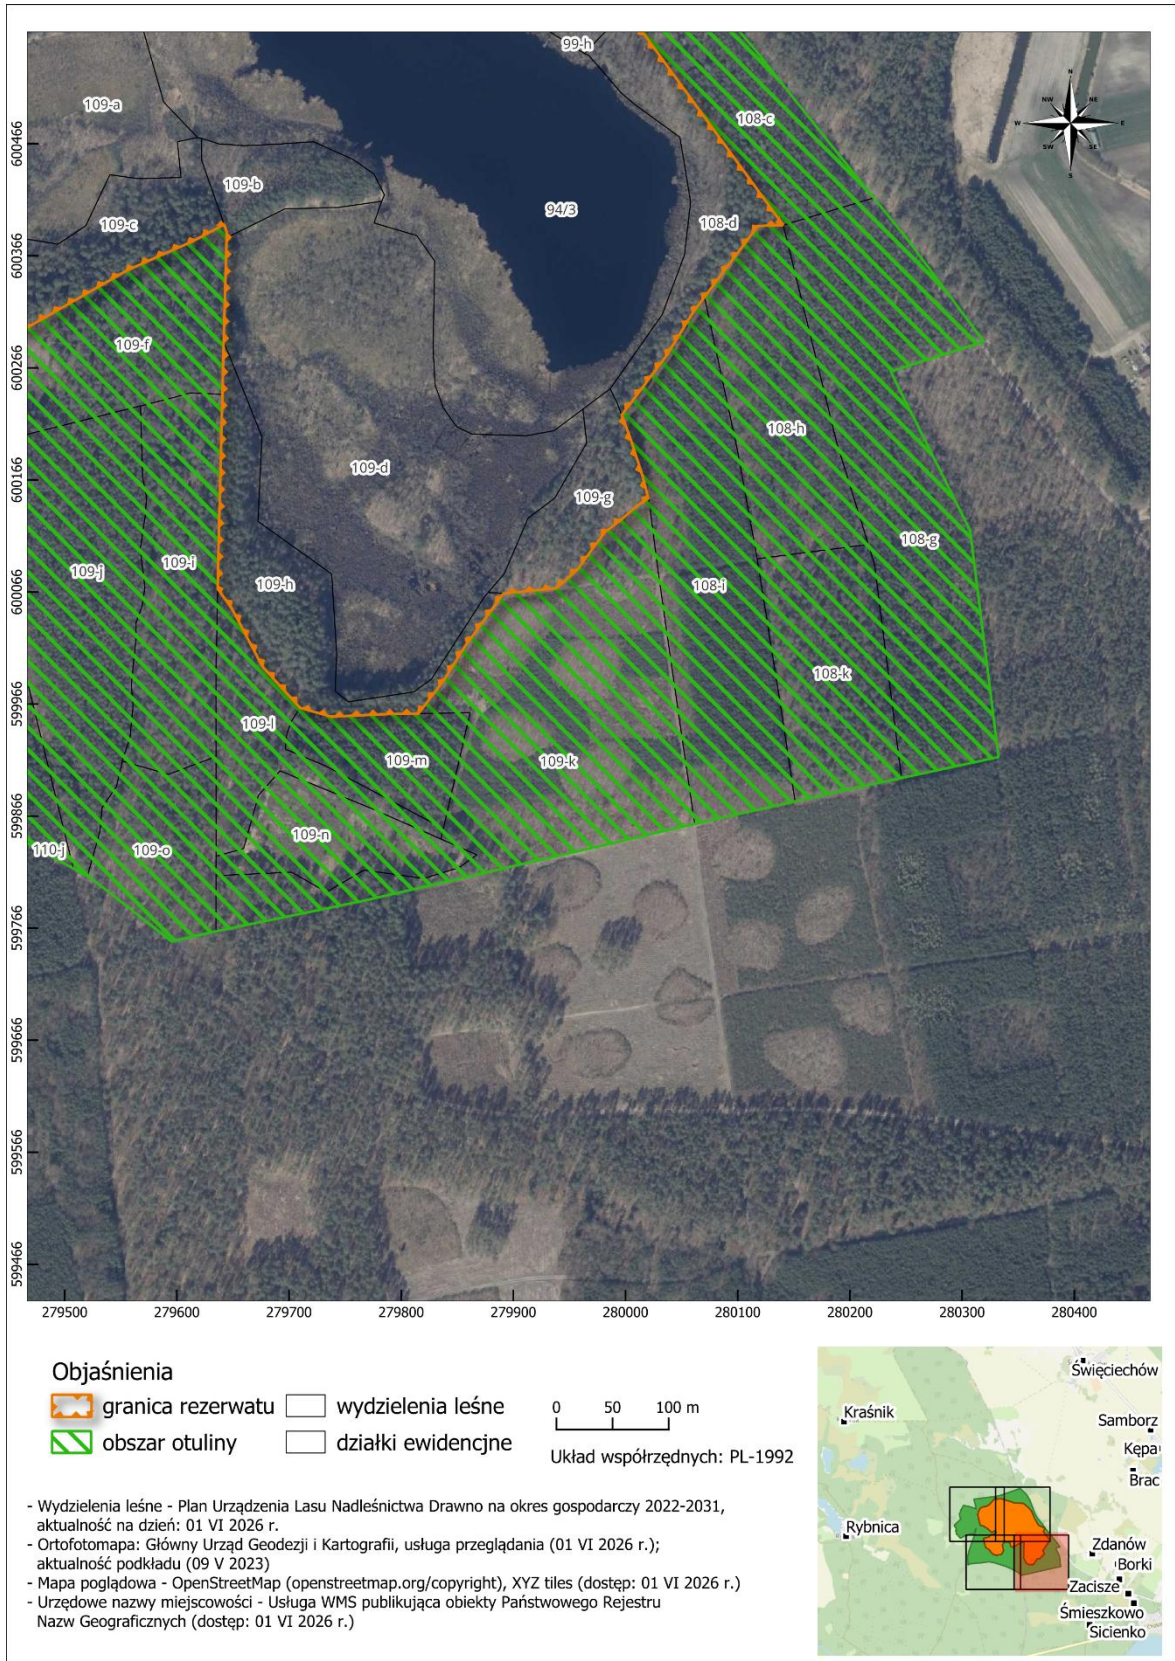 99-h
109-a
108-c
N
NW
NE
W
E
SW
SE
S
600466
109-b
94/3
109-c
108-d
600366
109-f
600266
108-h
109-d
600166
109-g
108-g
109-j
109-i
109-h
108-i
600066
108-k
599966
109-l
109-m
109-k
599866
109-n
110-j
109-o
599766
599666
599566
599466
279500
279600
279700
279800
279900
280000
280100
280200
280300
280400
Objaśnienia
granica rezerwatu
wydzielenia leśne
obszar otuliny
działki ewidencjne
0 50 100 m
Układ współrzędnych: PL-1992
- Wydzielenia leśne - Plan Urządzenia Lasu Nadleśnictwa Drawno na okres gospodarczy 2022-2031,
aktualność na dzień: 01 VI 2026 r.
- Ortofotomapa: Główny Urząd Geodezji i Kartografii, usługa przeglądania (01 VI 2026 r.);
aktualność podkładu (09 V 2023)
- Mapa poglądowa - OpenStreetMap (openstreetmap.org/copyright), XYZ tiles (dostęp: 01 VI 2026 r.)
- Urzędowe nazwy miejscowości - Usługa WMS publikująca obiekty Państwowego Rejestru
Nazw Geograficznych (dostęp: 01 VI 2026 r.)
Święciechów
Kraśnik
Samborz
Kępa
Brac
Rybnica
Zdanów
Borki
Zacisze
Śmieszkowo
Sicienko